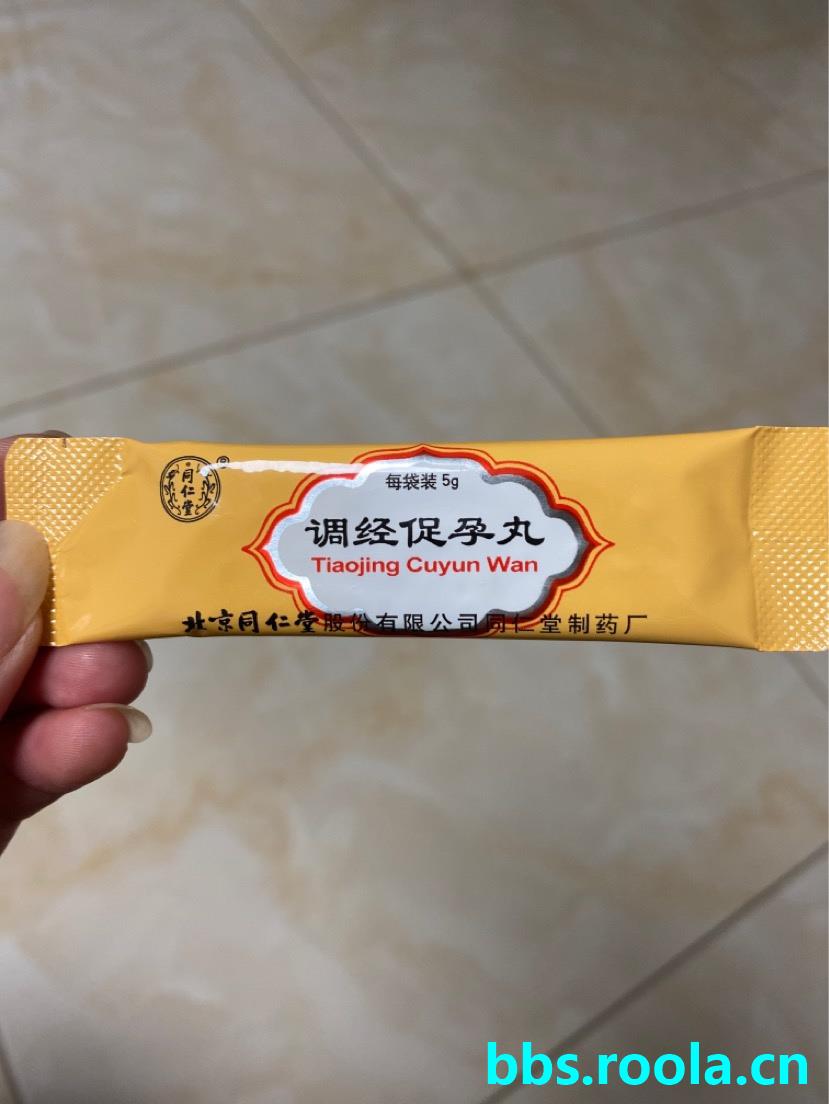 同仁堂
®
每袋装 5g
调经促孕丸
Tiaojing Cuyun Wan
北京同仁堂股份有限公司同仁堂制药厂
bbs.roola.cn